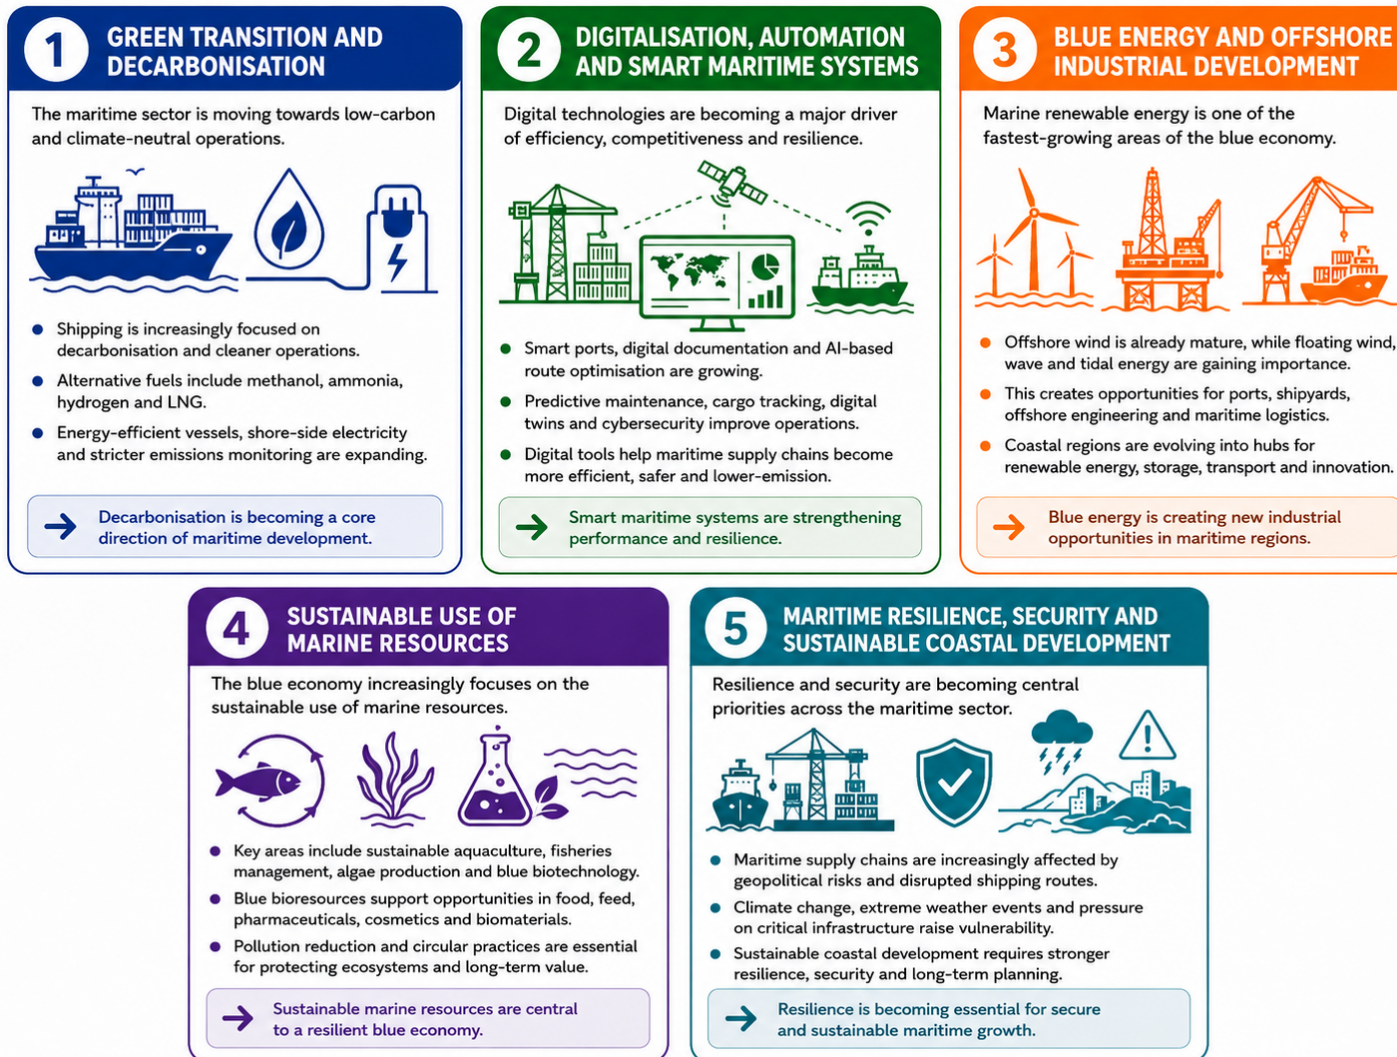 1
GREEN TRANSITION AND
DECARBONISATION
The maritime sector is moving towards low-carbon
and climate-neutral operations.
Shipping is increasingly focused on
decarbonisation and cleaner operations.
Alternative fuels include methanol, ammonia,
hydrogen and LNG.
Energy-efficient vessels, shore-side electricity
and stricter emissions monitoring are expanding.
Decarbonisation is becoming a core
direction of maritime development.
2
DIGITALISATION, AUTOMATION
AND SMART MARITIME SYSTEMS
Digital technologies are becoming a major driver
of efficiency, competitiveness and resilience.
Smart ports, digital documentation and AI-based
route optimisation are growing.
Predictive maintenance, cargo tracking, digital
twins and cybersecurity improve operations.
Digital tools help maritime supply chains become
more efficient, safer and lower-emission.
Smart maritime systems are strengthening
performance and resilience.
3
BLUE ENERGY AND OFFSHORE
INDUSTRIAL DEVELOPMENT
Marine renewable energy is one of the
fastest-growing areas of the blue economy.
Offshore wind is already mature, while floating wind,
wave and tidal energy are gaining importance.
This creates opportunities for ports, shipyards,
offshore engineering and maritime logistics.
Coastal regions are evolving into hubs for
renewable energy, storage, transport and innovation.
Blue energy is creating new industrial
opportunities in maritime regions.
4
SUSTAINABLE USE OF
MARINE RESOURCES
The blue economy increasingly focuses on the
sustainable use of marine resources.
Key areas include sustainable aquaculture, fisheries
management, algae production and blue biotechnology.
Blue bioresources support opportunities in food, feed,
pharmaceuticals, cosmetics and biomaterials.
Pollution reduction and circular practices are essential
for protecting ecosystems and long-term value.
Sustainable marine resources are central
to a resilient blue economy.
5
MARITIME RESILIENCE, SECURITY AND
SUSTAINABLE COASTAL DEVELOPMENT
Resilience and security are becoming central
priorities across the maritime sector.
Maritime supply chains are increasingly affected by
geopolitical risks and disrupted shipping routes.
Climate change, extreme weather events and pressure
on critical infrastructure raise vulnerability.
Sustainable coastal development requires stronger
resilience, security and long-term planning.
Resilience is becoming essential for secure
and sustainable maritime growth.